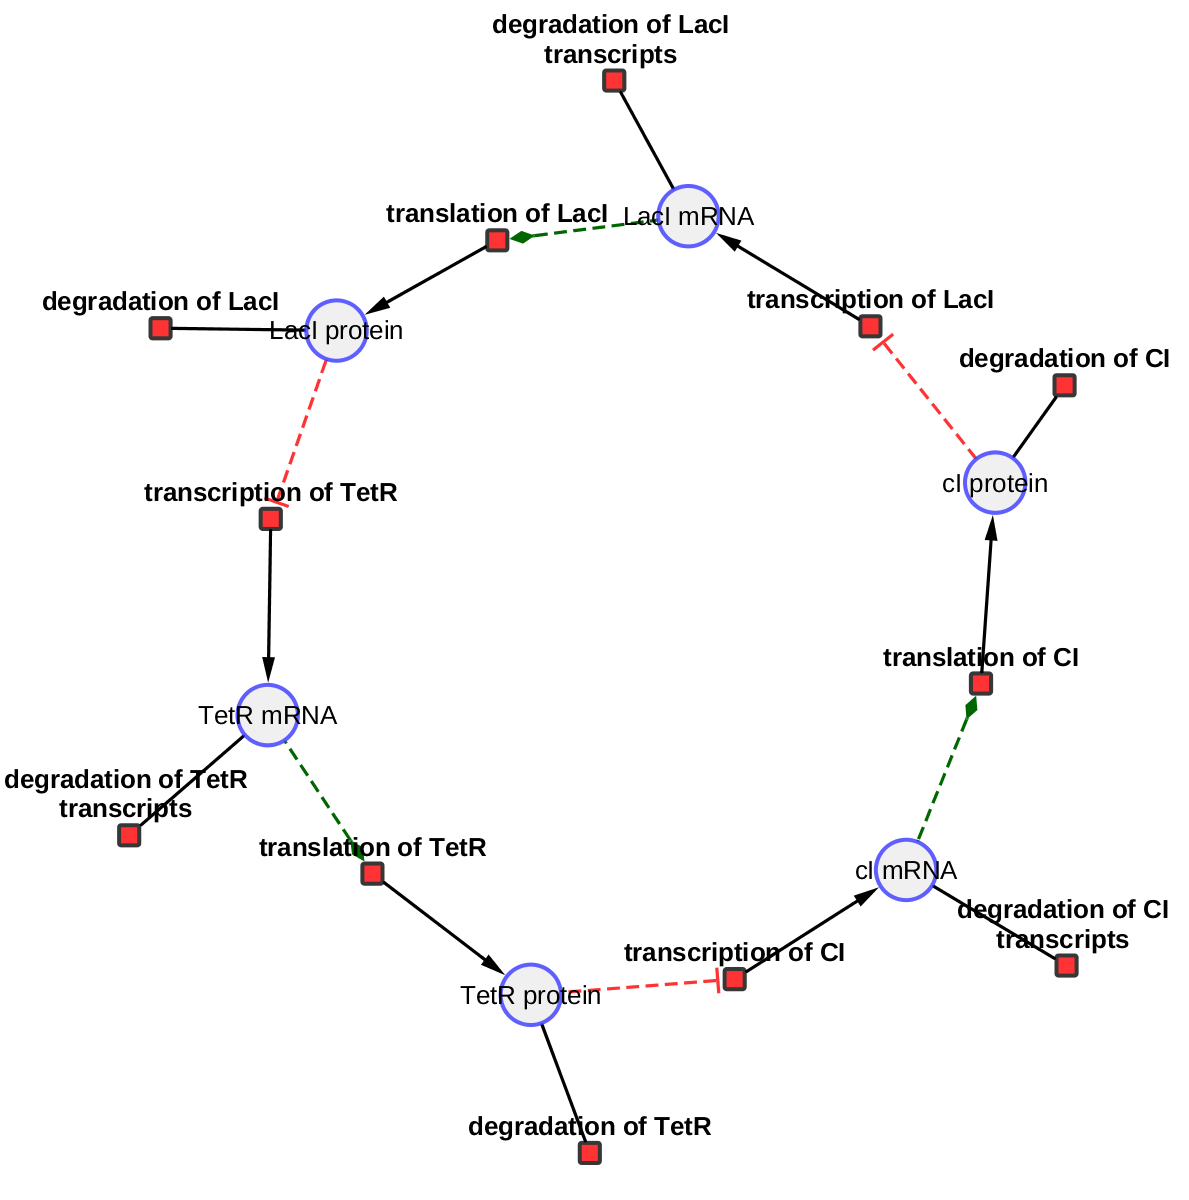 degradation of LacI
transcripts
translation of LacI
LacI mRNA
degradation of LacI
transcription of LacI
LacI protein
degradation of CI
cI protein
transcription of TetR
translation of CI
TetR mRNA
degradation of TetR
transcripts
translation of TetR
cI mRNA
degradation of CI
transcripts
transcription of CI
TetR protein
degradation of TetR